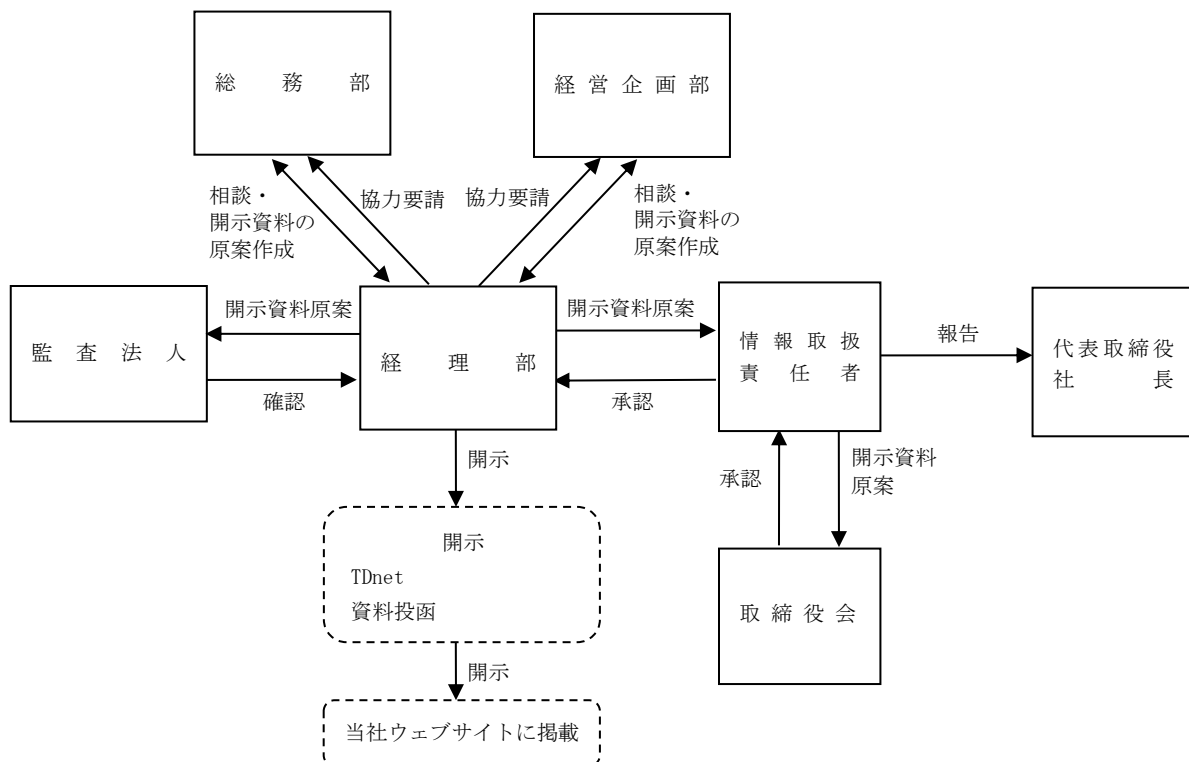 総務部
経営企画部
相談・
開示資料の
原案作成
協力要請
協力要請
相談・
開示資料の
原案作成
監査法人
開示資料原案
確認
経理部
開示資料原案
承認
情報取扱
責任者
報告
代表取締役
社長
開示
承認
開示資料
原案
開示
TDnet
資料投函
取締役会
開示
当社ウェブサイトに掲載